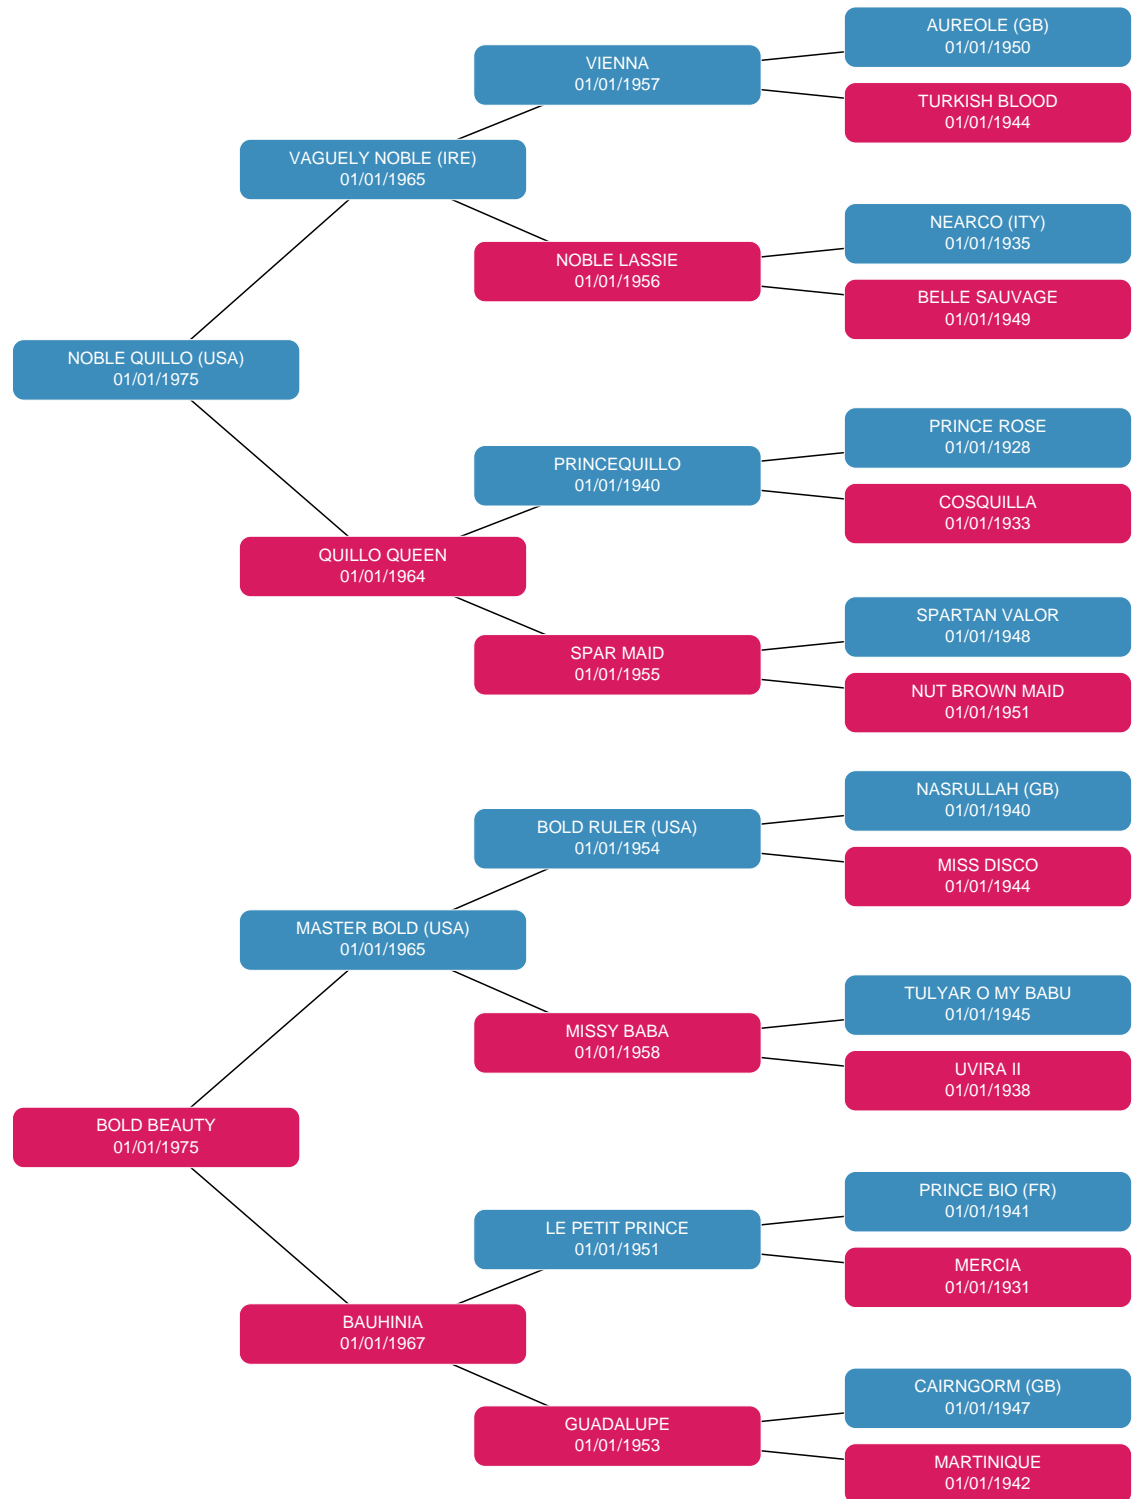 AUREOLE (GB)
01/01/1950
VIENNA
01/01/1957
TURKISH BLOOD
01/01/1944
VAGUELY NOBLE (IRE)
01/01/1965
NEARCO (ITY)
01/01/1935
NOBLE LASSIE
01/01/1956
BELLE SAUVAGE
01/01/1949
NOBLE QUILLO (USA)
01/01/1975
PRINCE ROSE
01/01/1928
PRINCEQUILLO
01/01/1940
COSQUILLA
01/01/1933
QUILLO QUEEN
01/01/1964
SPARTAN VALOR
01/01/1948
SPAR MAID
01/01/1955
NUT BROWN MAID
01/01/1951
NASRULLAH (GB)
01/01/1940
BOLD RULER (USA)
01/01/1954
MISS DISCO
01/01/1944
MASTER BOLD (USA)
01/01/1965
TULYAR O MY BABU
01/01/1945
MISSY BABA
01/01/1958
UVIRA II
01/01/1938
BOLD BEAUTY
01/01/1975
PRINCE BIO (FR)
01/01/1941
LE PETIT PRINCE
01/01/1951
MERCIA
01/01/1931
BAUHINIA
01/01/1967
CAIRNGORM (GB)
01/01/1947
GUADALUPE
01/01/1953
MARTINIQUE
01/01/1942